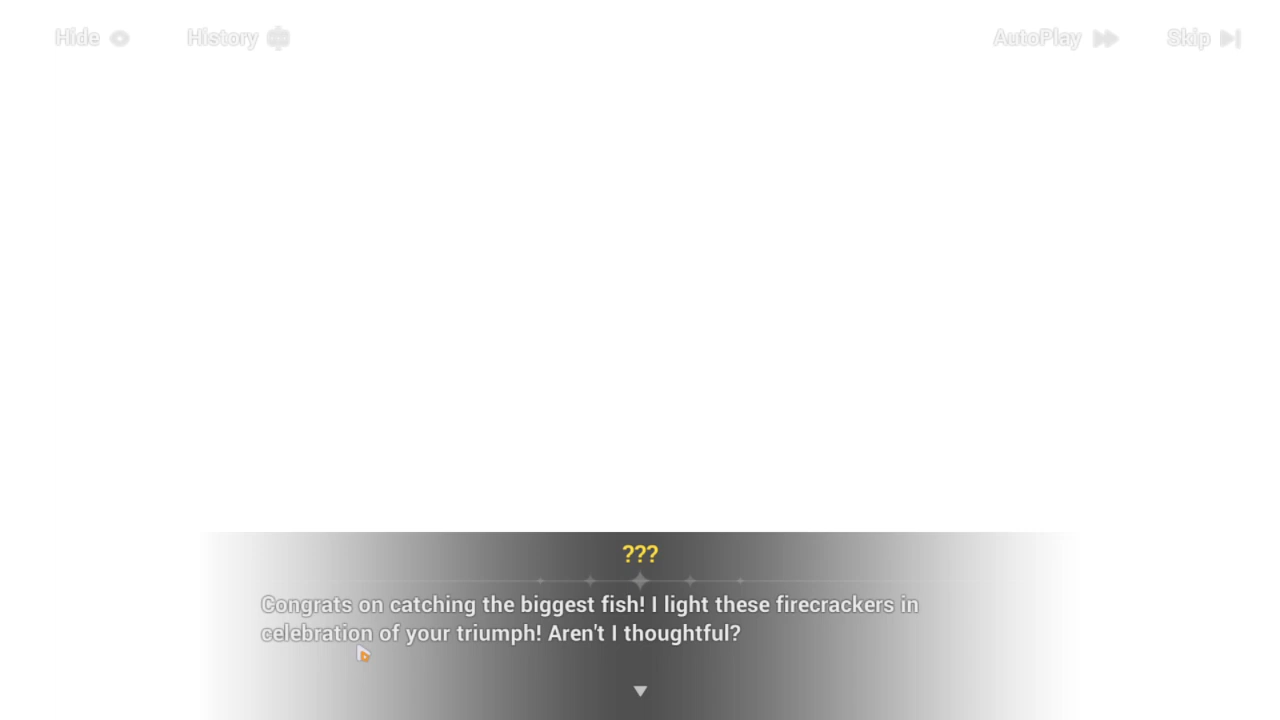 Hide
History
AutoPlay
Skip
???
Congrats on catching the biggest fish! I light these firecrackers in
celebration of your triumph! Aren't I thoughtful?